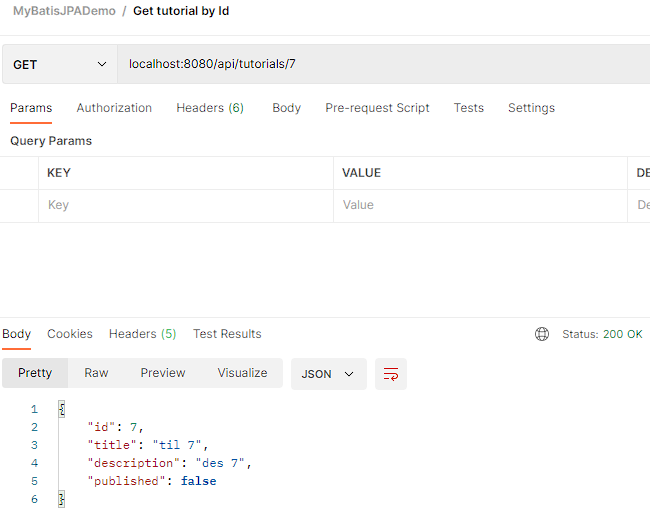 MyBatisJPADemo / Get tutorial by Id
GET localhost:8080/api/tutorials/7
Params Authorization Headers (6) Body Pre-request Script Tests Settings
Query Params
KEY VALUE DE
Key Value De
Body Cookies Headers (5) Test Results Status: 200 OK
Pretty Raw Preview Visualize JSON
1 {
2 "id": 7,
3 "title": "til 7",
4 "description": "des 7",
5 "published": false
6 }